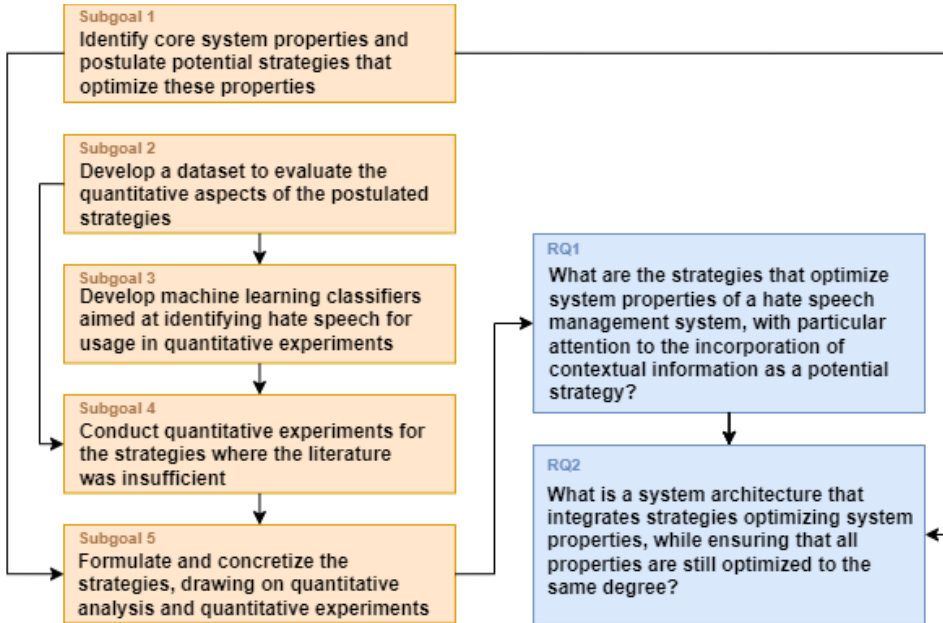 Subgoal 1
Identify core system properties and
postulate potential strategies that
optimize these properties
Subgoal 2
Develop a dataset to evaluate the
quantitative aspects of the postulated
strategies
Subgoal 3
Develop machine learning classifiers
aimed at identifying hate speech for
usage in quantitative experiments
Subgoal 4
Conduct quantitative experiments for
the strategies where the literature
was insufficient
Subgoal 5
Formulate and concretize the
strategies, drawing on quantitative
analysis and quantitative experiments
RQ1
What are the strategies that optimize
system properties of a hate speech
management system, with particular
attention to the incorporation of
contextual information as a potential
strategy?
RQ2
What is a system architecture that
integrates strategies optimizing system
properties, while ensuring that all
properties are still optimized to the
same degree?